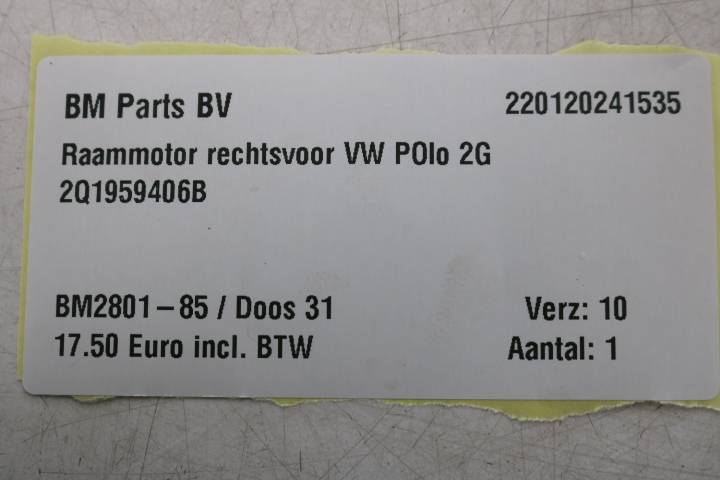 BM Parts BV 220120241535
Raammotor rechtsvoor VW POlo 2G
2Q1959406B
BM2801-85 / Doos 31 Verz: 10
17.50 Euro incl. BTW Aantal: 1